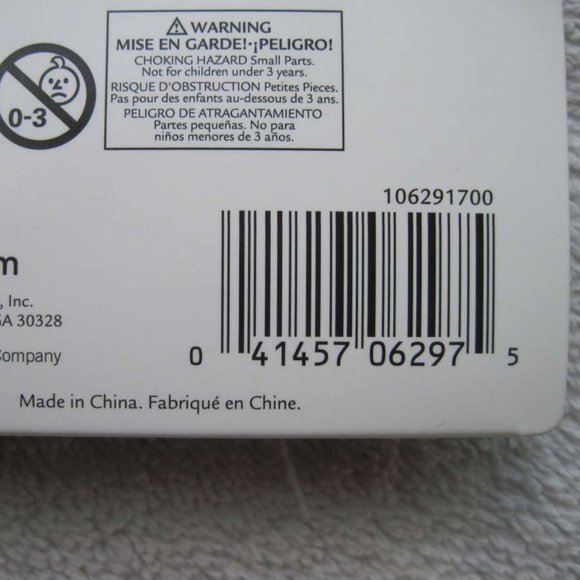 WARNING
MISE EN GARDE!·¡PELIGRO!
CHOKING HAZARD Small Parts.
Not for children under 3 years.
RISQUE D'OBSTRUCTION Petites Pieces.
Pas pour des enfants au-dessous de 3 ans.
PELIGRO DE ATRAGANTAMIENTO
Partes pequeñas. No para
niños menores de 3 años.
0-3
106291700
m
, Inc.
GA 30328
Company
0 41457 06297 5
Made in China. Fabriqué en Chine.